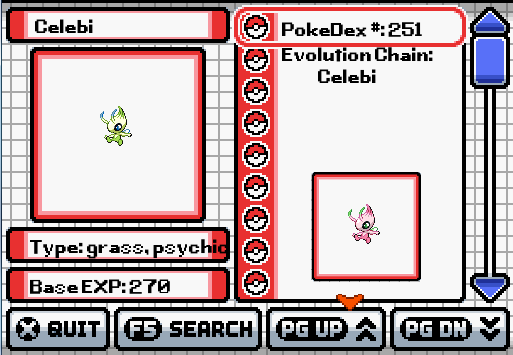 Celebi
PokeDex #:251
Evolution Chain:
Celebi
Type:grass,psychic
Base EXP:270
X QUIT
F5 SEARCH
PG UP
PG DN